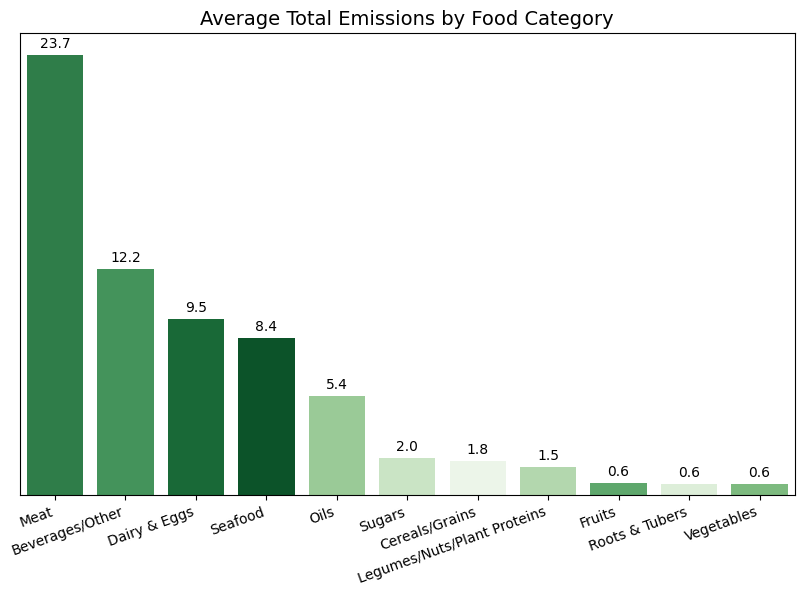 Average Total Emissions by Food Category
23.7
12.2
9.5
8.4
5.4
2.0
1.8
1.5
0.6
0.6
0.6
Meat
Beverages/Other
Dairy & Eggs
Seafood
Oils
Sugars
Cereals/Grains
Legumes/Nuts/Plant Proteins
Fruits
Roots & Tubers
Vegetables